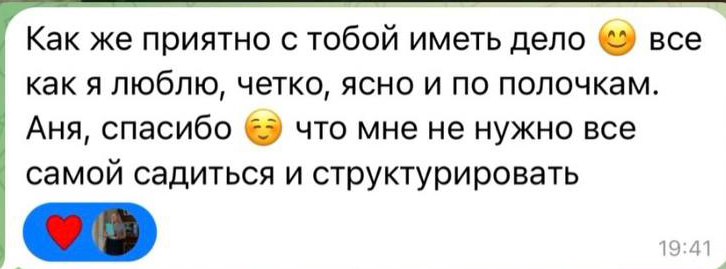 Как же приятно с тобой иметь дело 😊 все
как я люблю, четко, ясно и по полочкам.
Аня, спасибо ☺️ что мне не нужно все
самой садиться и структурировать
19:41